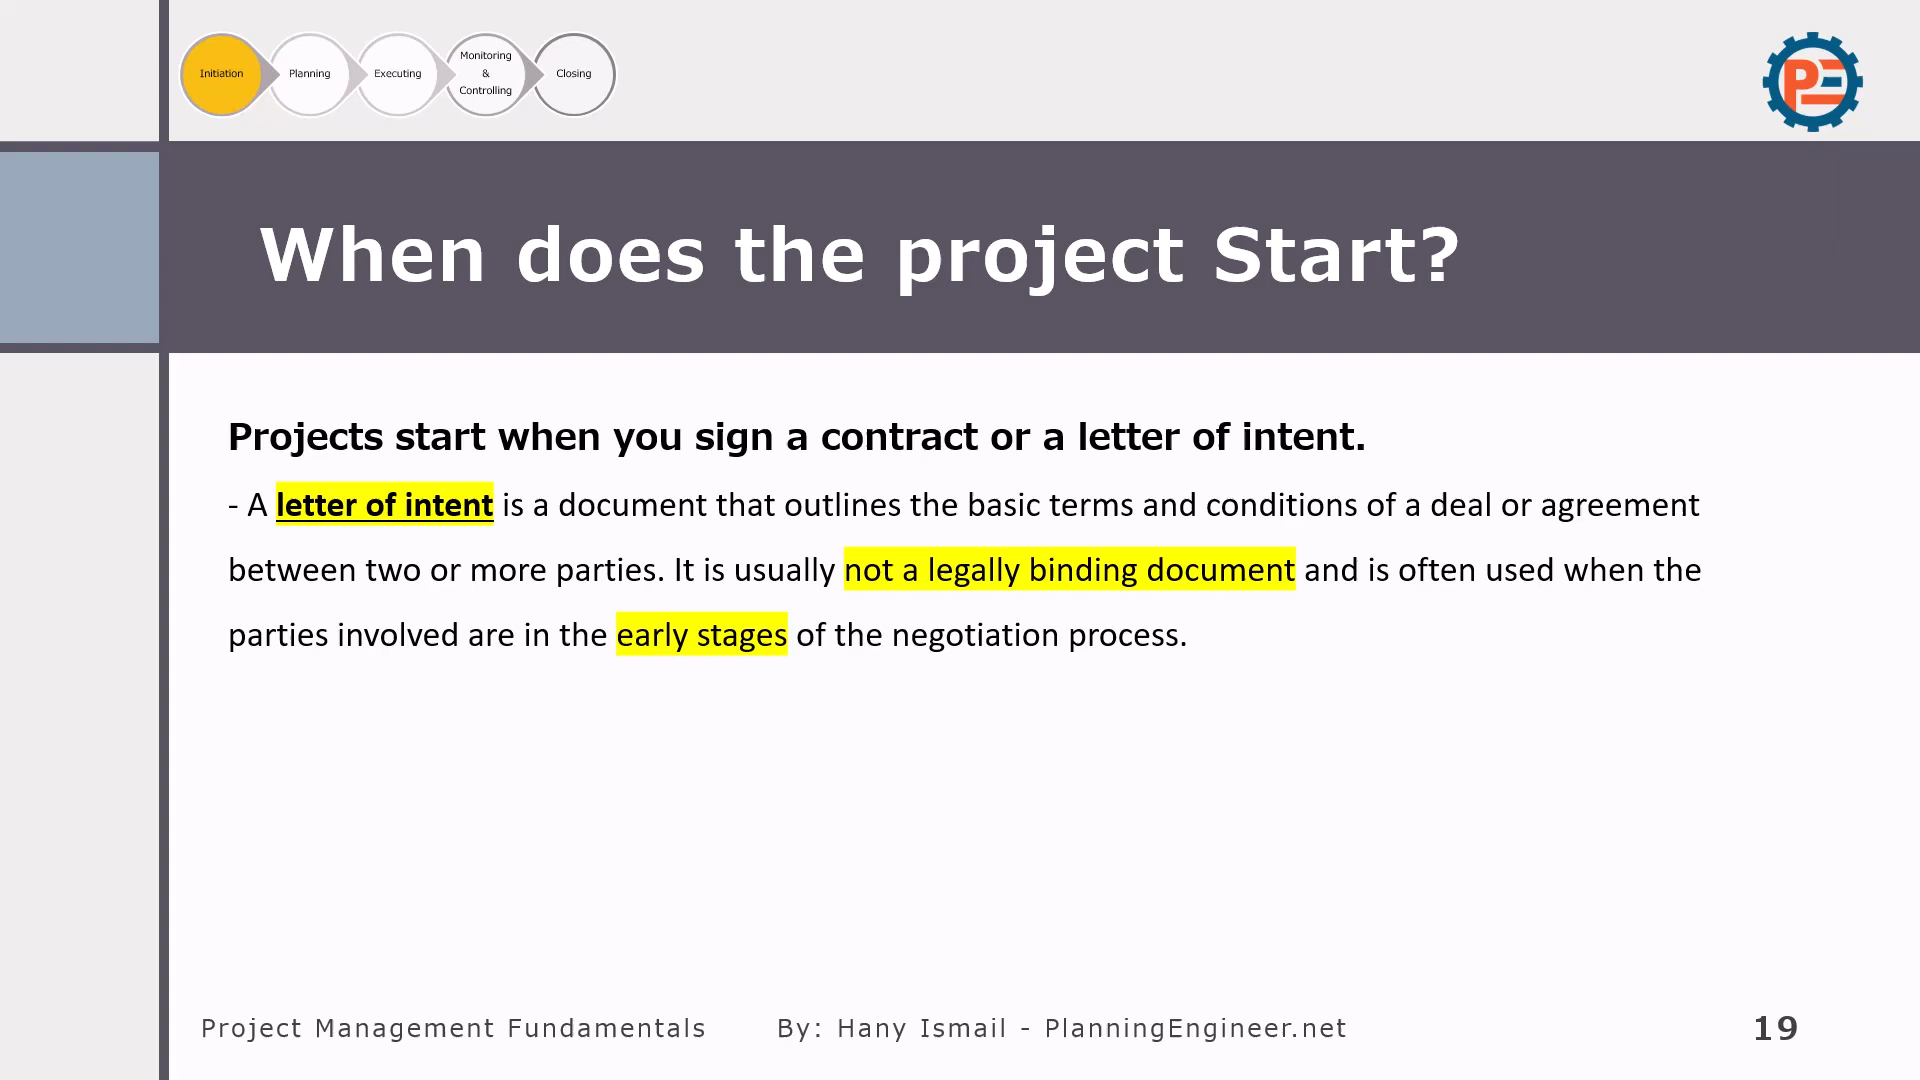 Initiation
Planning
Executing
Monitoring
&
Controlling
Closing
PE
When does the project Start?
Projects start when you sign a contract or a letter of intent.
- A letter of intent is a document that outlines the basic terms and conditions of a deal or agreement
between two or more parties. It is usually not a legally binding document and is often used when the
parties involved are in the early stages of the negotiation process.
Project Management Fundamentals By: Hany Ismail - PlanningEngineer.net 19